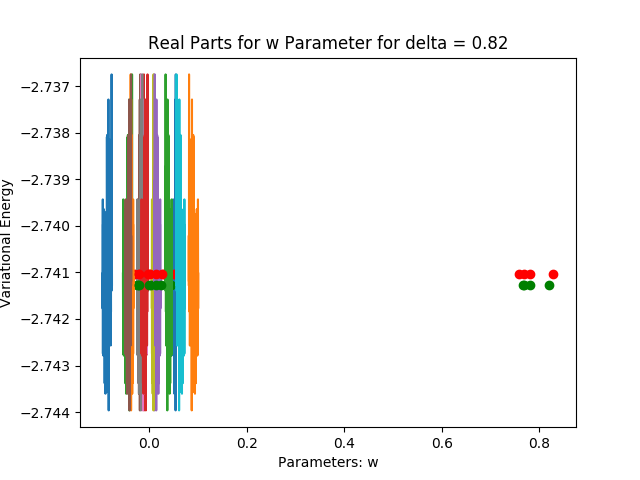 Real Parts for w Parameter for delta = 0.82
Variational Energy
−2.737
−2.738
−2.739
−2.740
−2.741
−2.742
−2.743
−2.744
0.0 0.2 0.4 0.6 0.8
Parameters: w